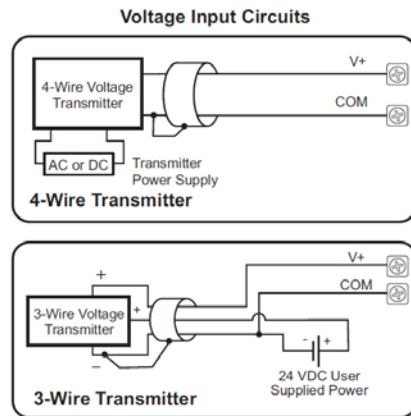 Voltage Input Circuits
V+
4-Wire Voltage
Transmitter
COM
AC or DC
Transmitter
Power Supply
4-Wire Transmitter
+
V+
COM
3-Wire Voltage
Transmitter
+
-
- +
24 VDC User
Supplied Power
3-Wire Transmitter